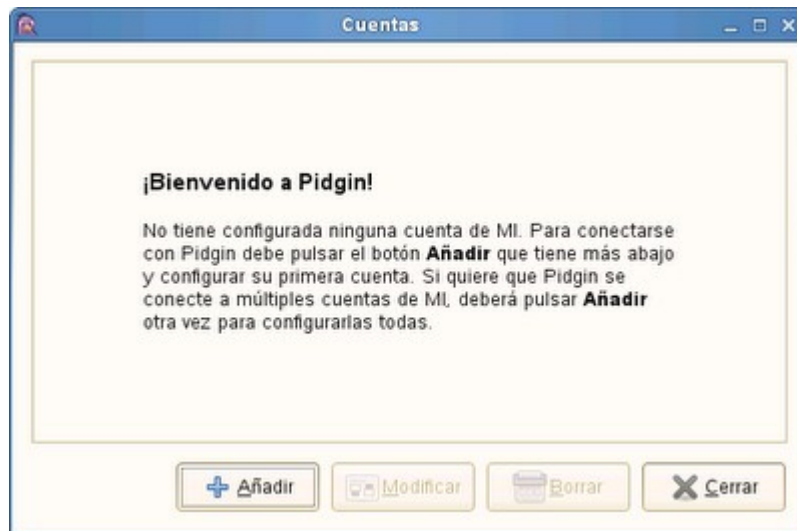 Cuentas
¡Bienvenido a Pidgin!
No tiene configurada ninguna cuenta de MI. Para conectarse
con Pidgin debe pulsar el botón Añadir que tiene más abajo
y configurar su primera cuenta. Si quiere que Pidgin se
conecte a múltiples cuentas de MI, deberá pulsar Añadir
otra vez para configurarlas todas.
Añadir Modificar Borrar Cerrar